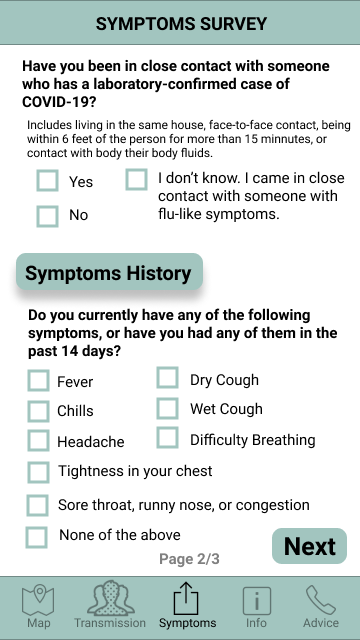 SYMPTOMS SURVEY
Have you been in close contact with someone
who has a laboratory-confirmed case of
COVID-19?
Includes living in the same house, face-to-face contact, being
within 6 feet of the person for more than 15 minnutes, or
contact with body their body fluids.
Yes
I don't know. I came in close
contact with someone with
flu-like symptoms.
No
Symptoms History
Do you currently have any of the following
symptoms, or have you had any of them in the
past 14 days?
Fever
Dry Cough
Chills
Wet Cough
Headache
Difficulty Breathing
Tightness in your chest
Sore throat, runny nose, or congestion
None of the above
Next
Page 2/3
Map
Transmission
Symptoms
Info
Advice